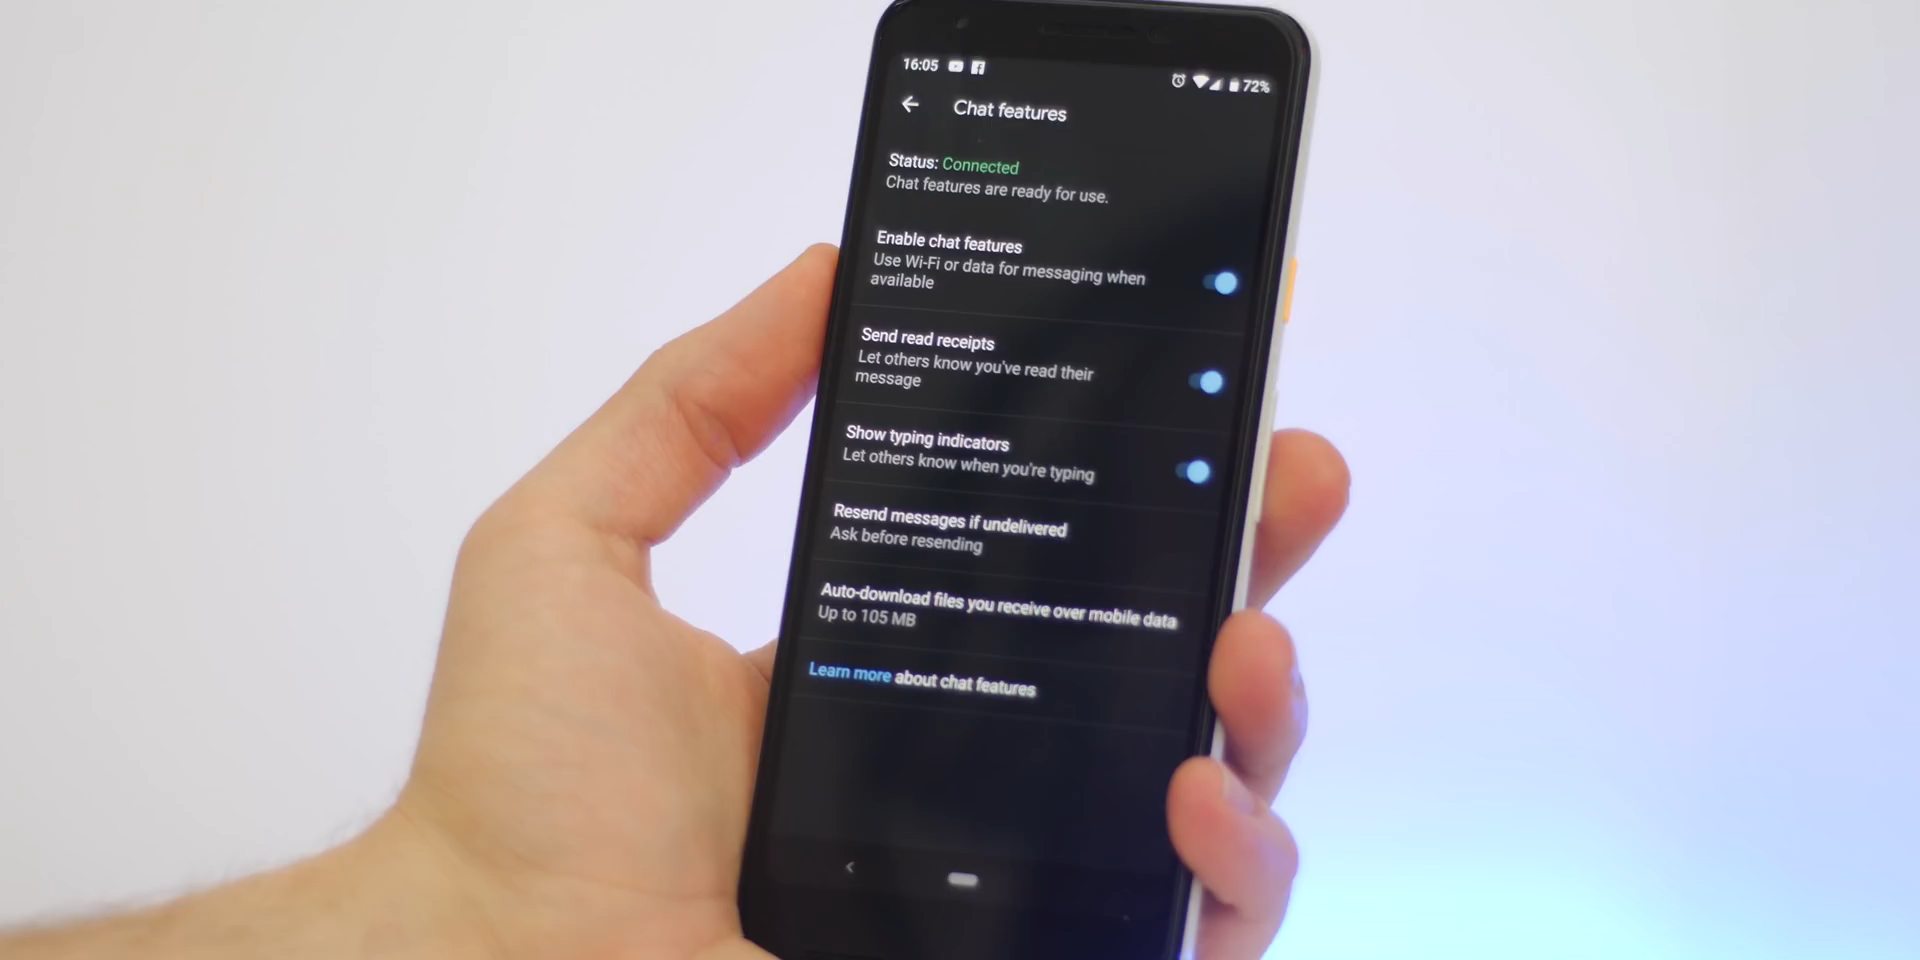 16:05 72%
Chat features
Status: Connected
Chat features are ready for use.
Enable chat features
Use Wi-Fi or data for messaging when
available
Send read receipts
Let others know you've read their
message
Show typing indicators
Let others know when you're typing
Resend messages if undelivered
Ask before resending
Auto-download files you receive over mobile data
Up to 105 MB
Learn more about chat features